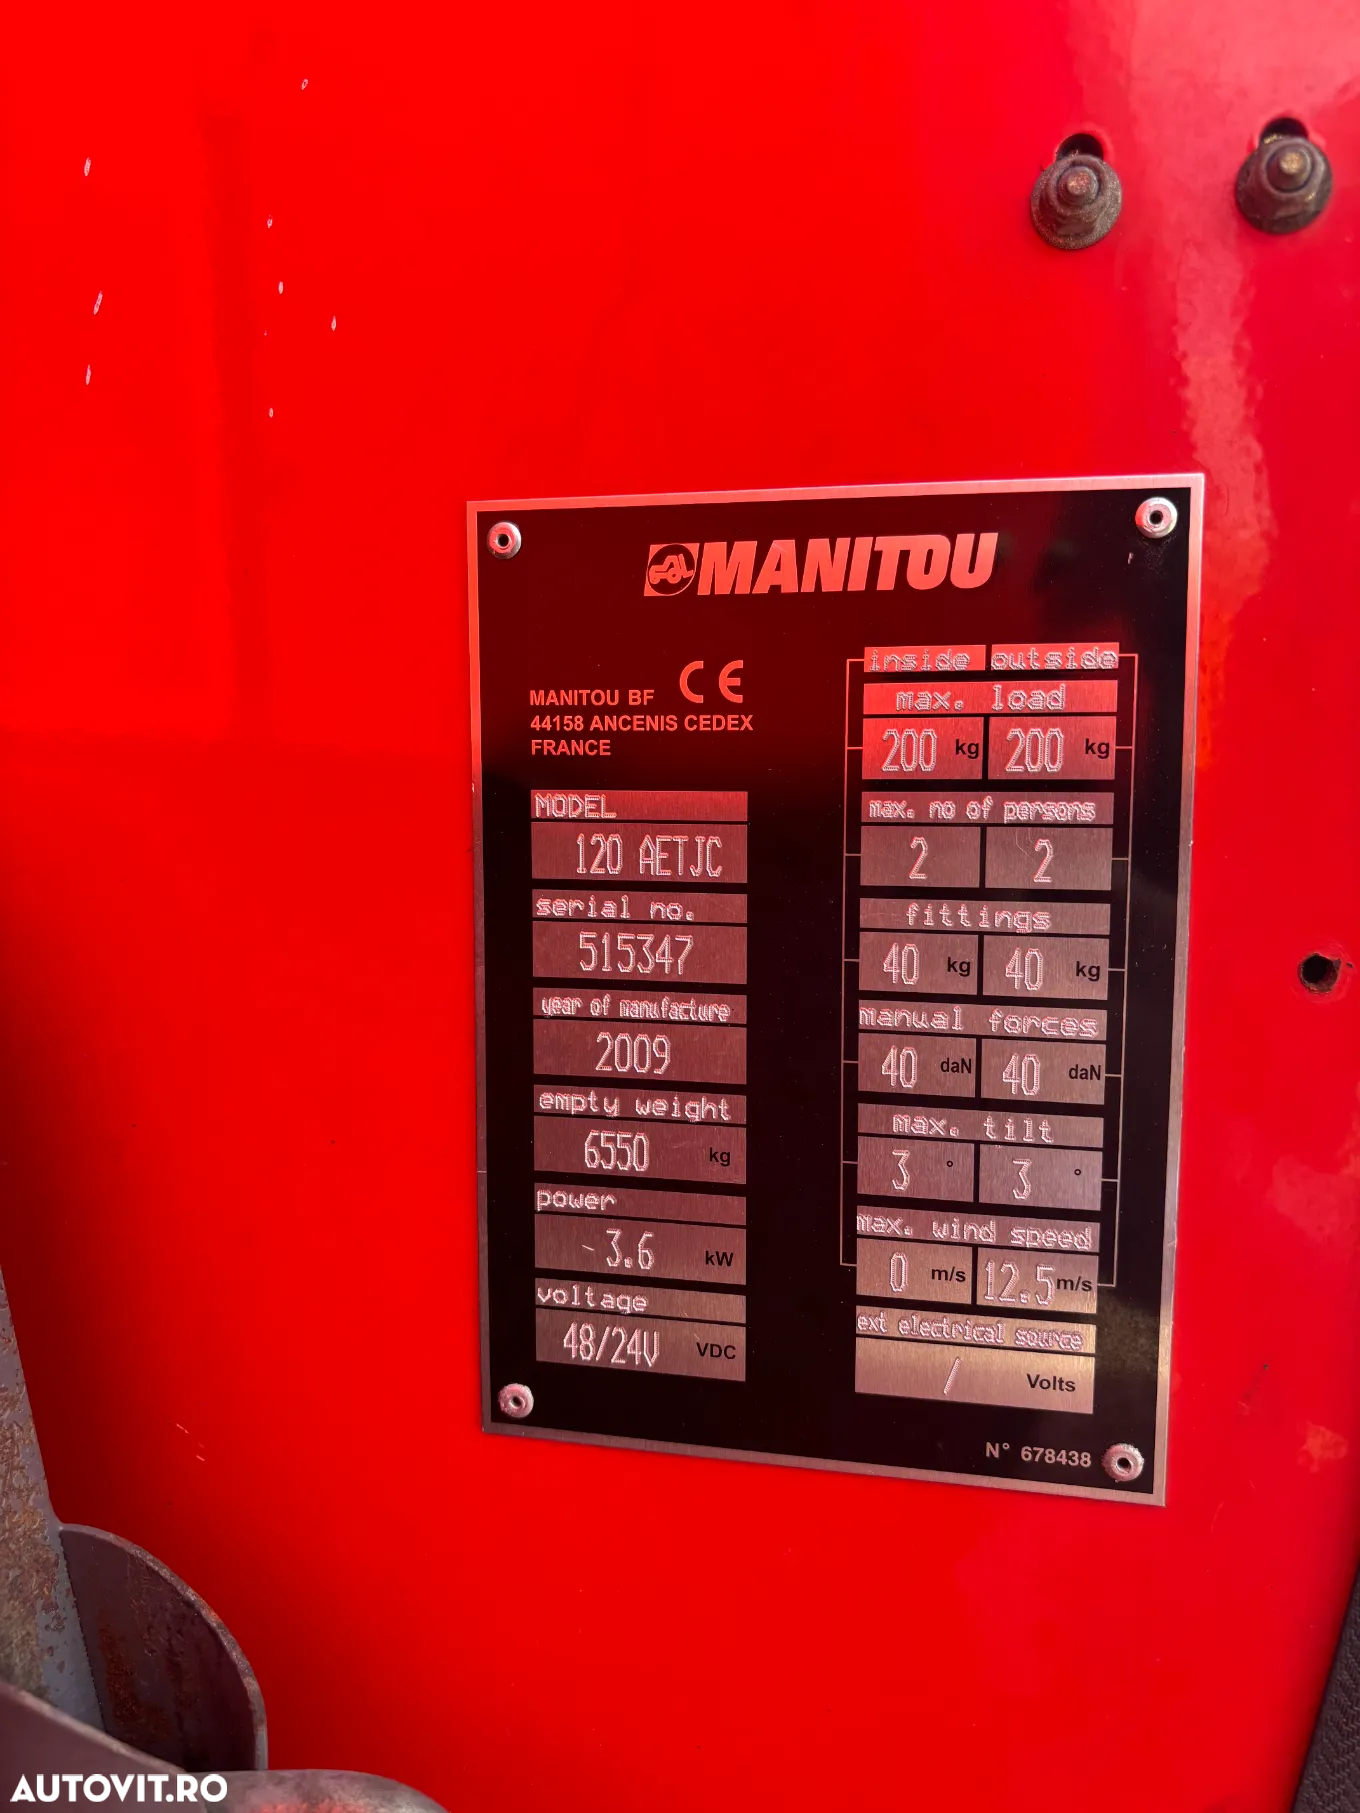 MANITOU
CE
MANITOU BF
44158 ANCENIS CEDEX
FRANCE
MODEL
120 AETJC
serial no.
515347
year of manufacture
2009
empty weight
6550 kg
power
3.6 kW
voltage
48/24V VDC
inside outside
max. load
200 kg 200 kg
max. no of persons
2 2
fittings
40 kg 40 kg
manual forces
40 daN 40 daN
max. tilt
3 ° 3 °
max. wind speed
0 m/s 12.5 m/s
ext electrical source
/ Volts
N° 678438
AUTOVIT.RO